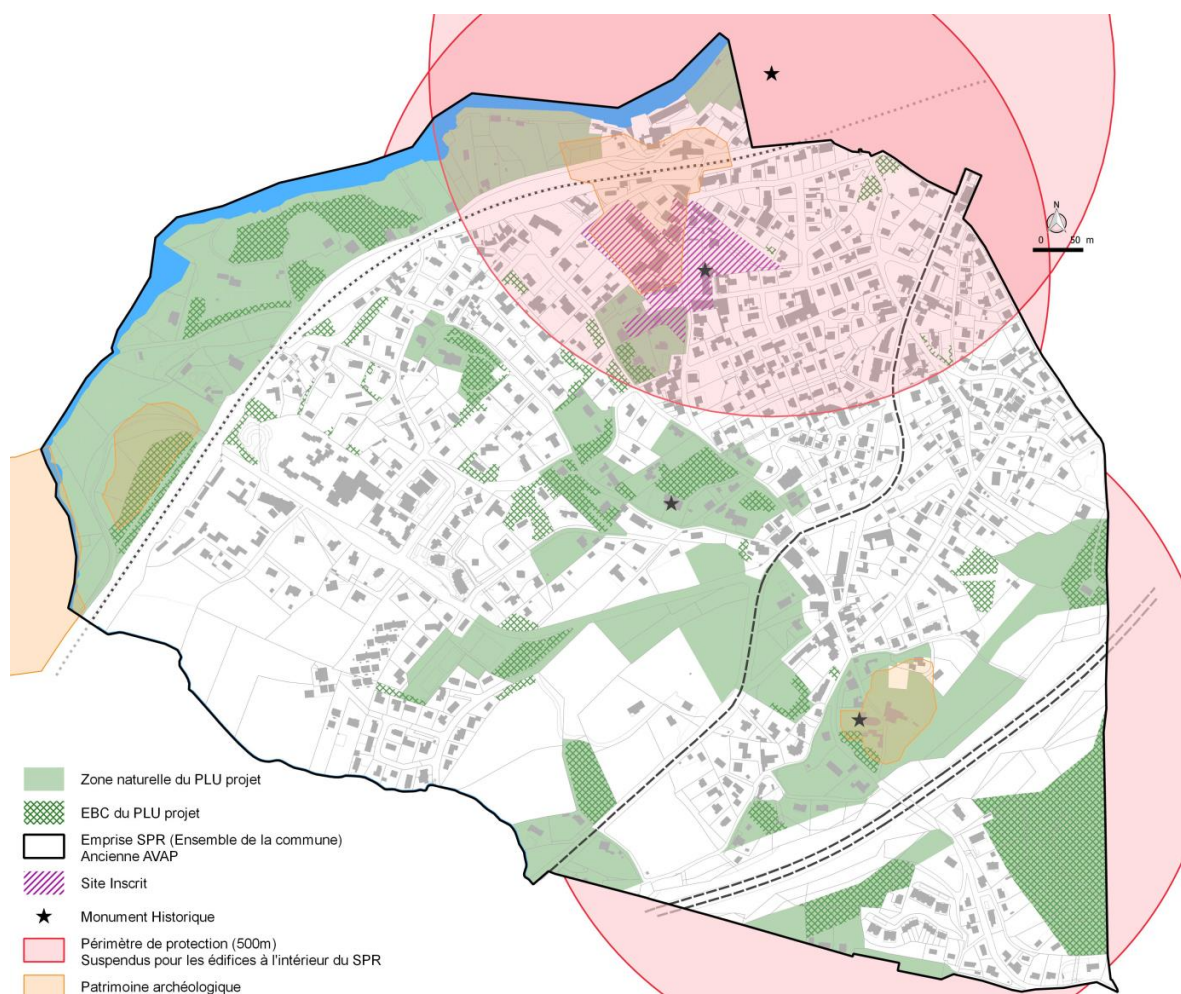 N
0 50 m
Zone naturelle du PLU projet
EBC du PLU projet
Emprise SPR (Ensemble de la commune)
Ancienne AVAP
Site Inscrit
Monument Historique
Périmètre de protection (500m)
Suspendus pour les édifices à l'intérieur du SPR
Patrimoine archéologique